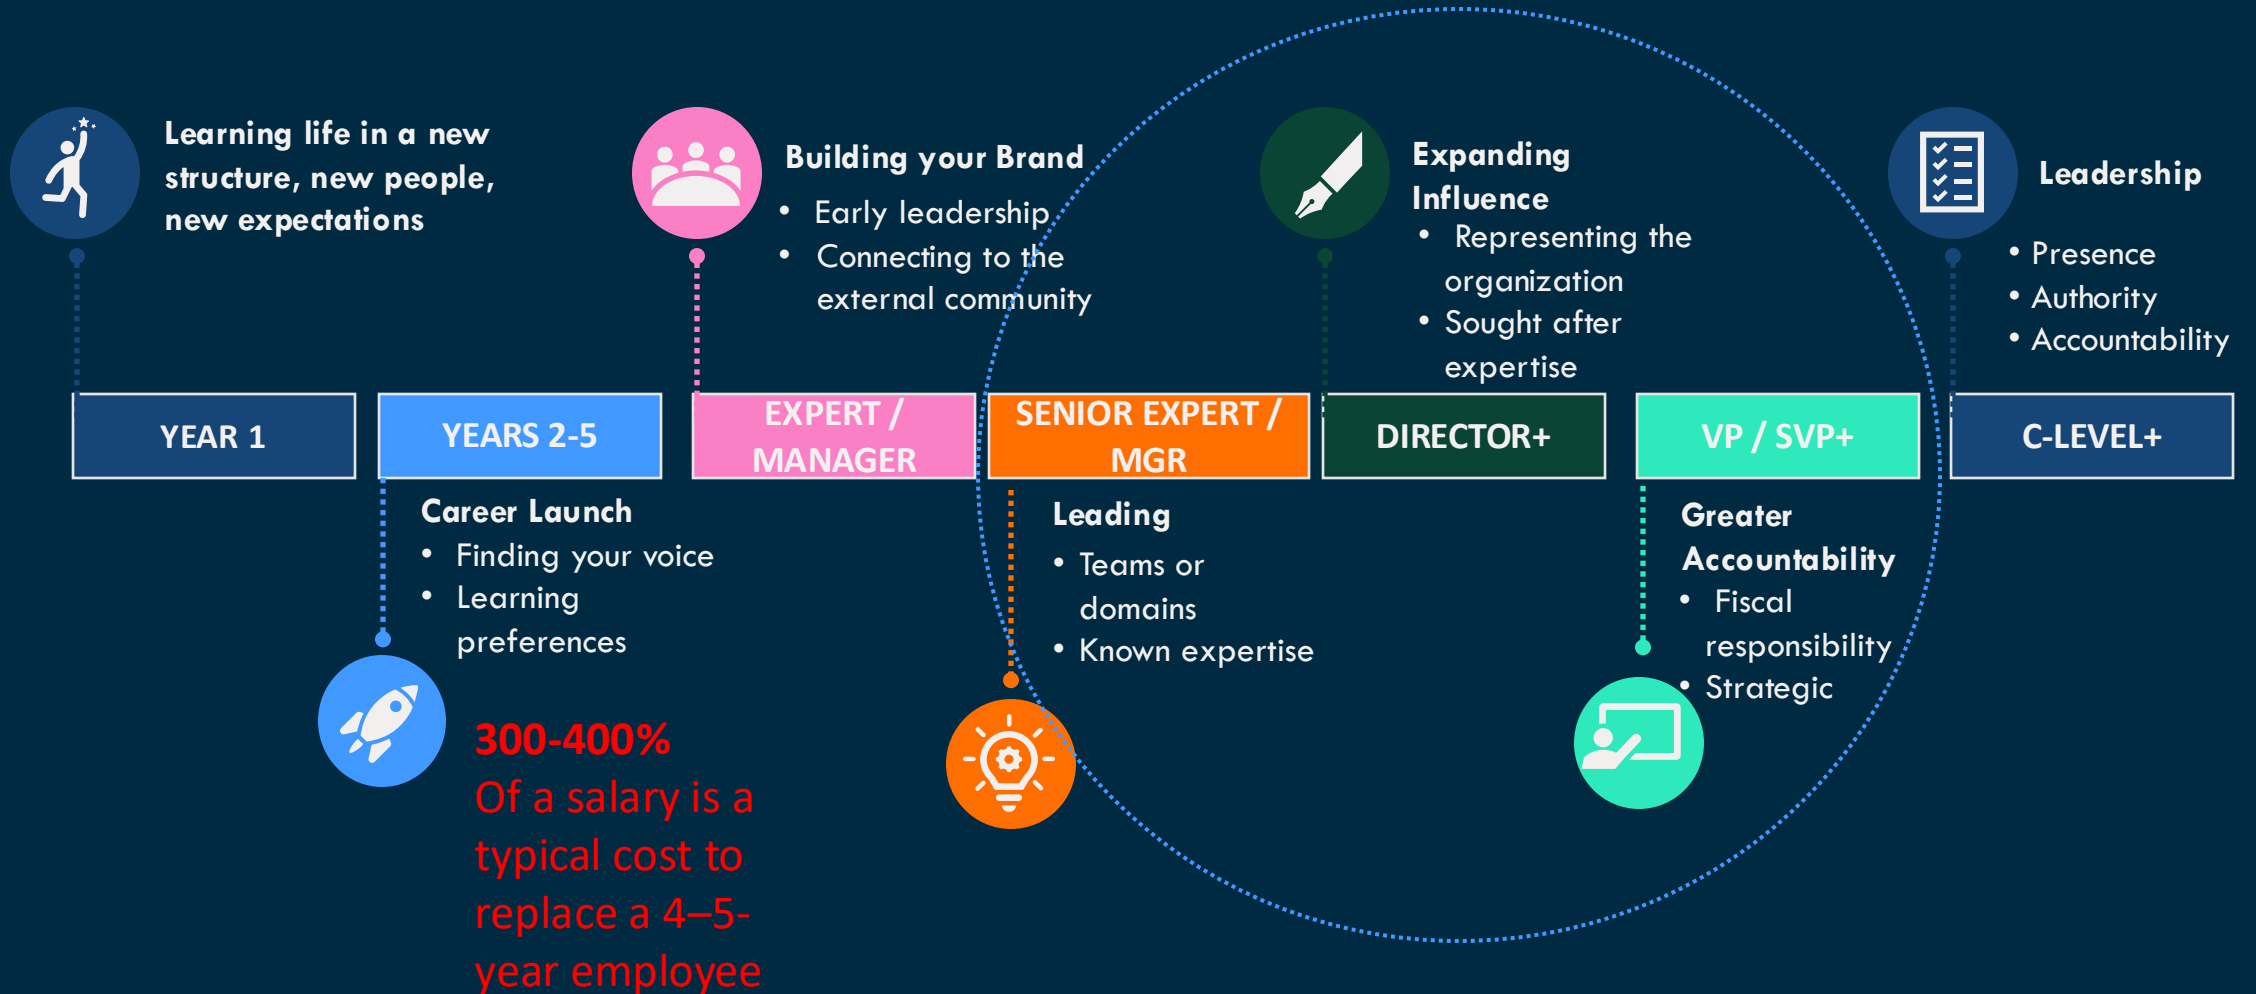 Learning life in a new
structure, new people,
new expectations
Building your Brand
• Early leadership
• Connecting to the
external community
Expanding
Influence
• Representing the
organization
• Sought after
expertise
Leadership
• Presence
• Authority
• Accountability
YEAR 1
YEARS 2-5
EXPERT /
MANAGER
SENIOR EXPERT /
MGR
DIRECTOR+
VP / SVP+
C-LEVEL+
Career Launch
• Finding your voice
• Learning
preferences
Leading
• Teams or
domains
• Known expertise
Greater
Accountability
• Fiscal
responsibility
• Strategic
300-400%
Of a salary is a
typical cost to
replace a 4–5-
year employee